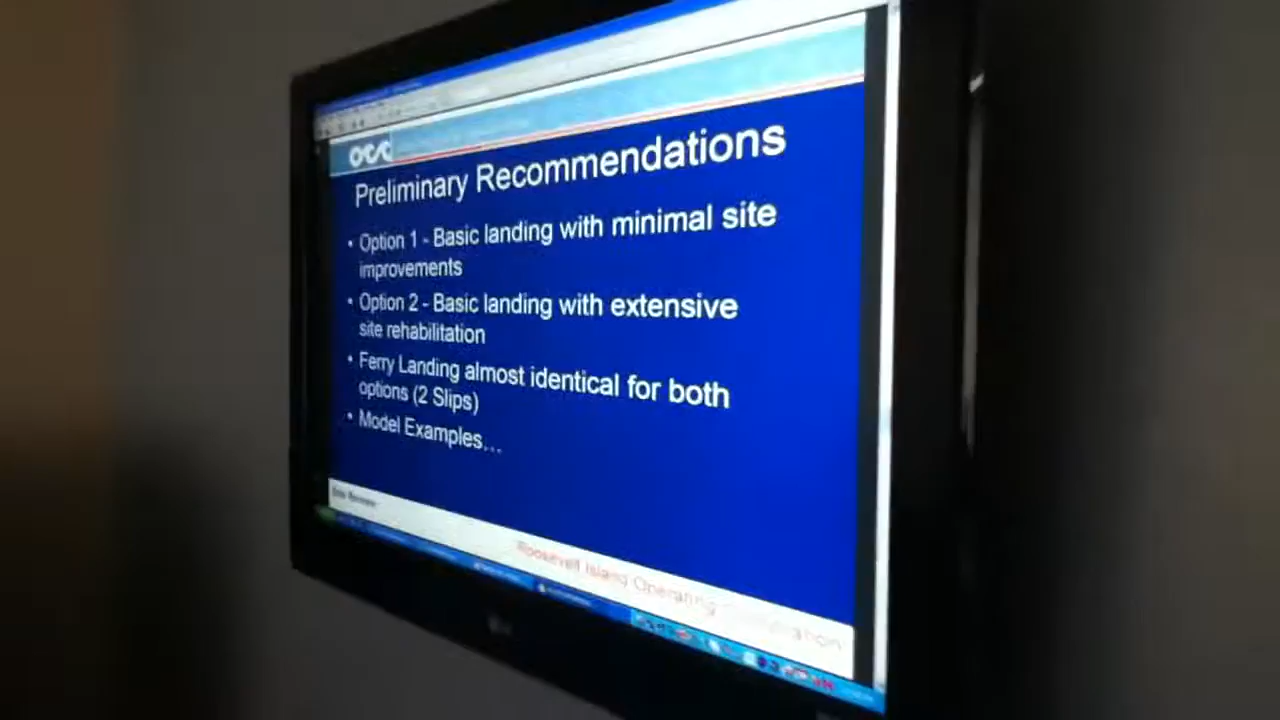 occ
Preliminary Recommendations
• Option 1 - Basic landing with minimal site
improvements
• Option 2 - Basic landing with extensive
site rehabilitation
• Ferry Landing almost identical for both
options (2 Slips)
• Model Examples…
Roosevelt Island Operating Corporation